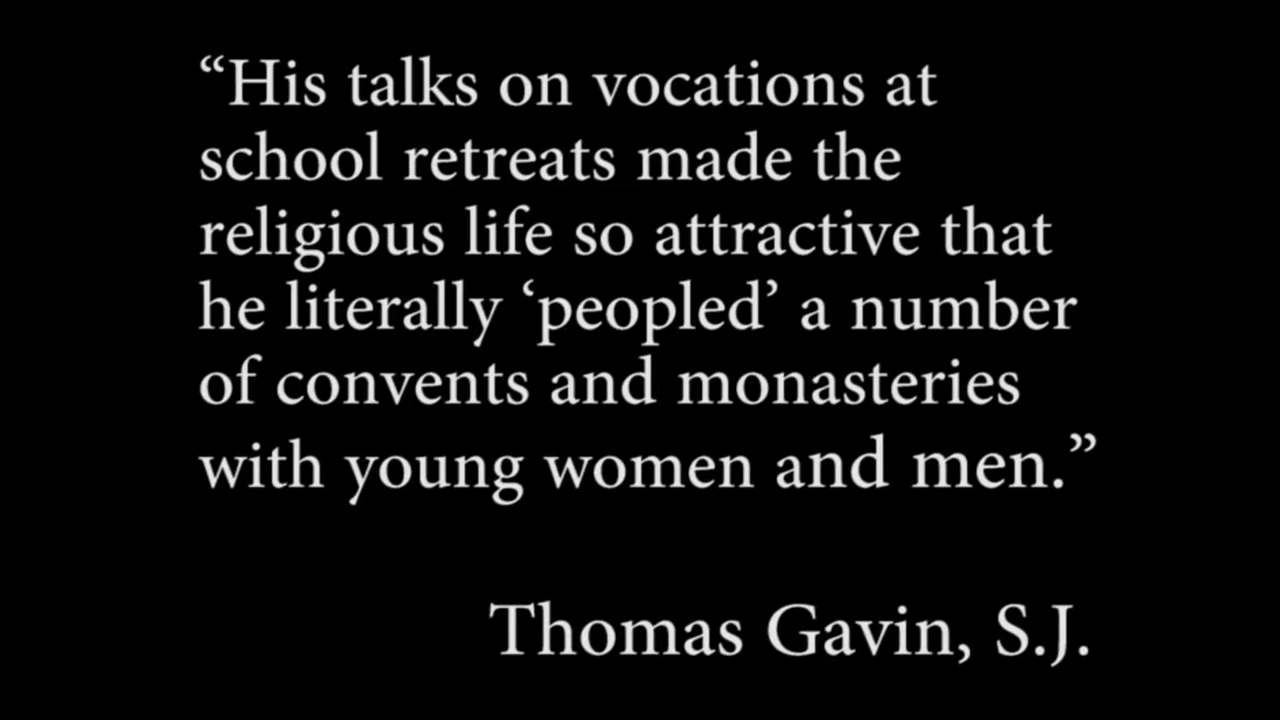 “His talks on vocations at
school retreats made the
religious life so attractive that
he literally ‘peopled’ a number
of convents and monasteries
with young women and men.”
Thomas Gavin, S.J.